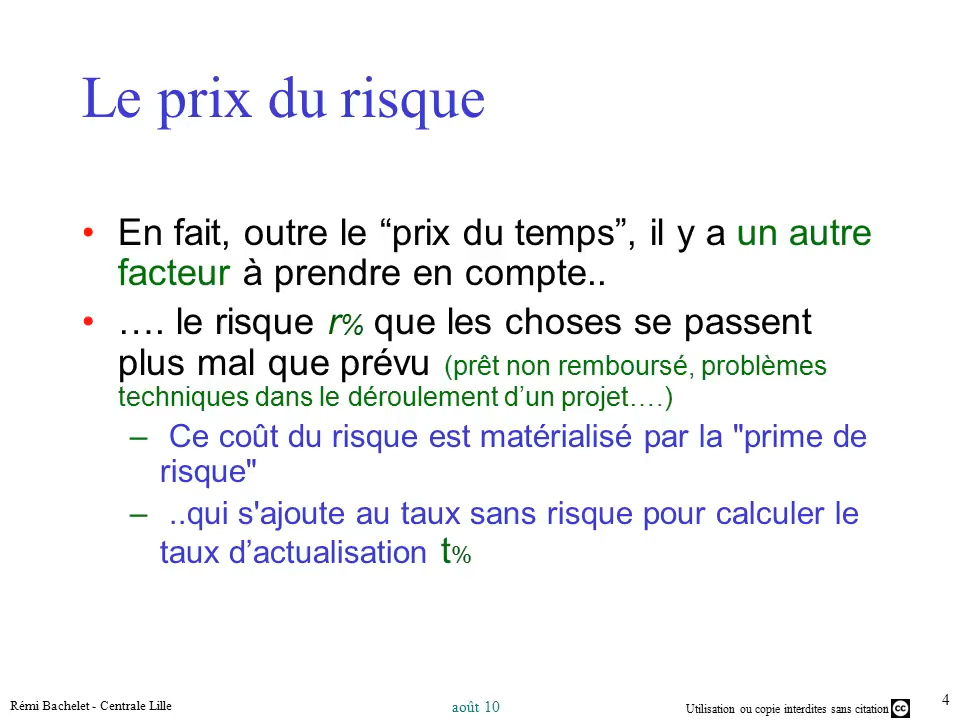 Le prix du risque
• En fait, outre le “prix du temps”, il y a un autre
facteur à prendre en compte..
• …. le risque r% que les choses se passent
plus mal que prévu (prêt non remboursé, problèmes
techniques dans le déroulement d’un projet….)
– Ce coût du risque est matérialisé par la "prime de
risque"
– ..qui s'ajoute au taux sans risque pour calculer le
taux d’actualisation t%
Rémi Bachelet - Centrale Lille
août 10
Utilisation ou copie interdites sans citation
cc
4